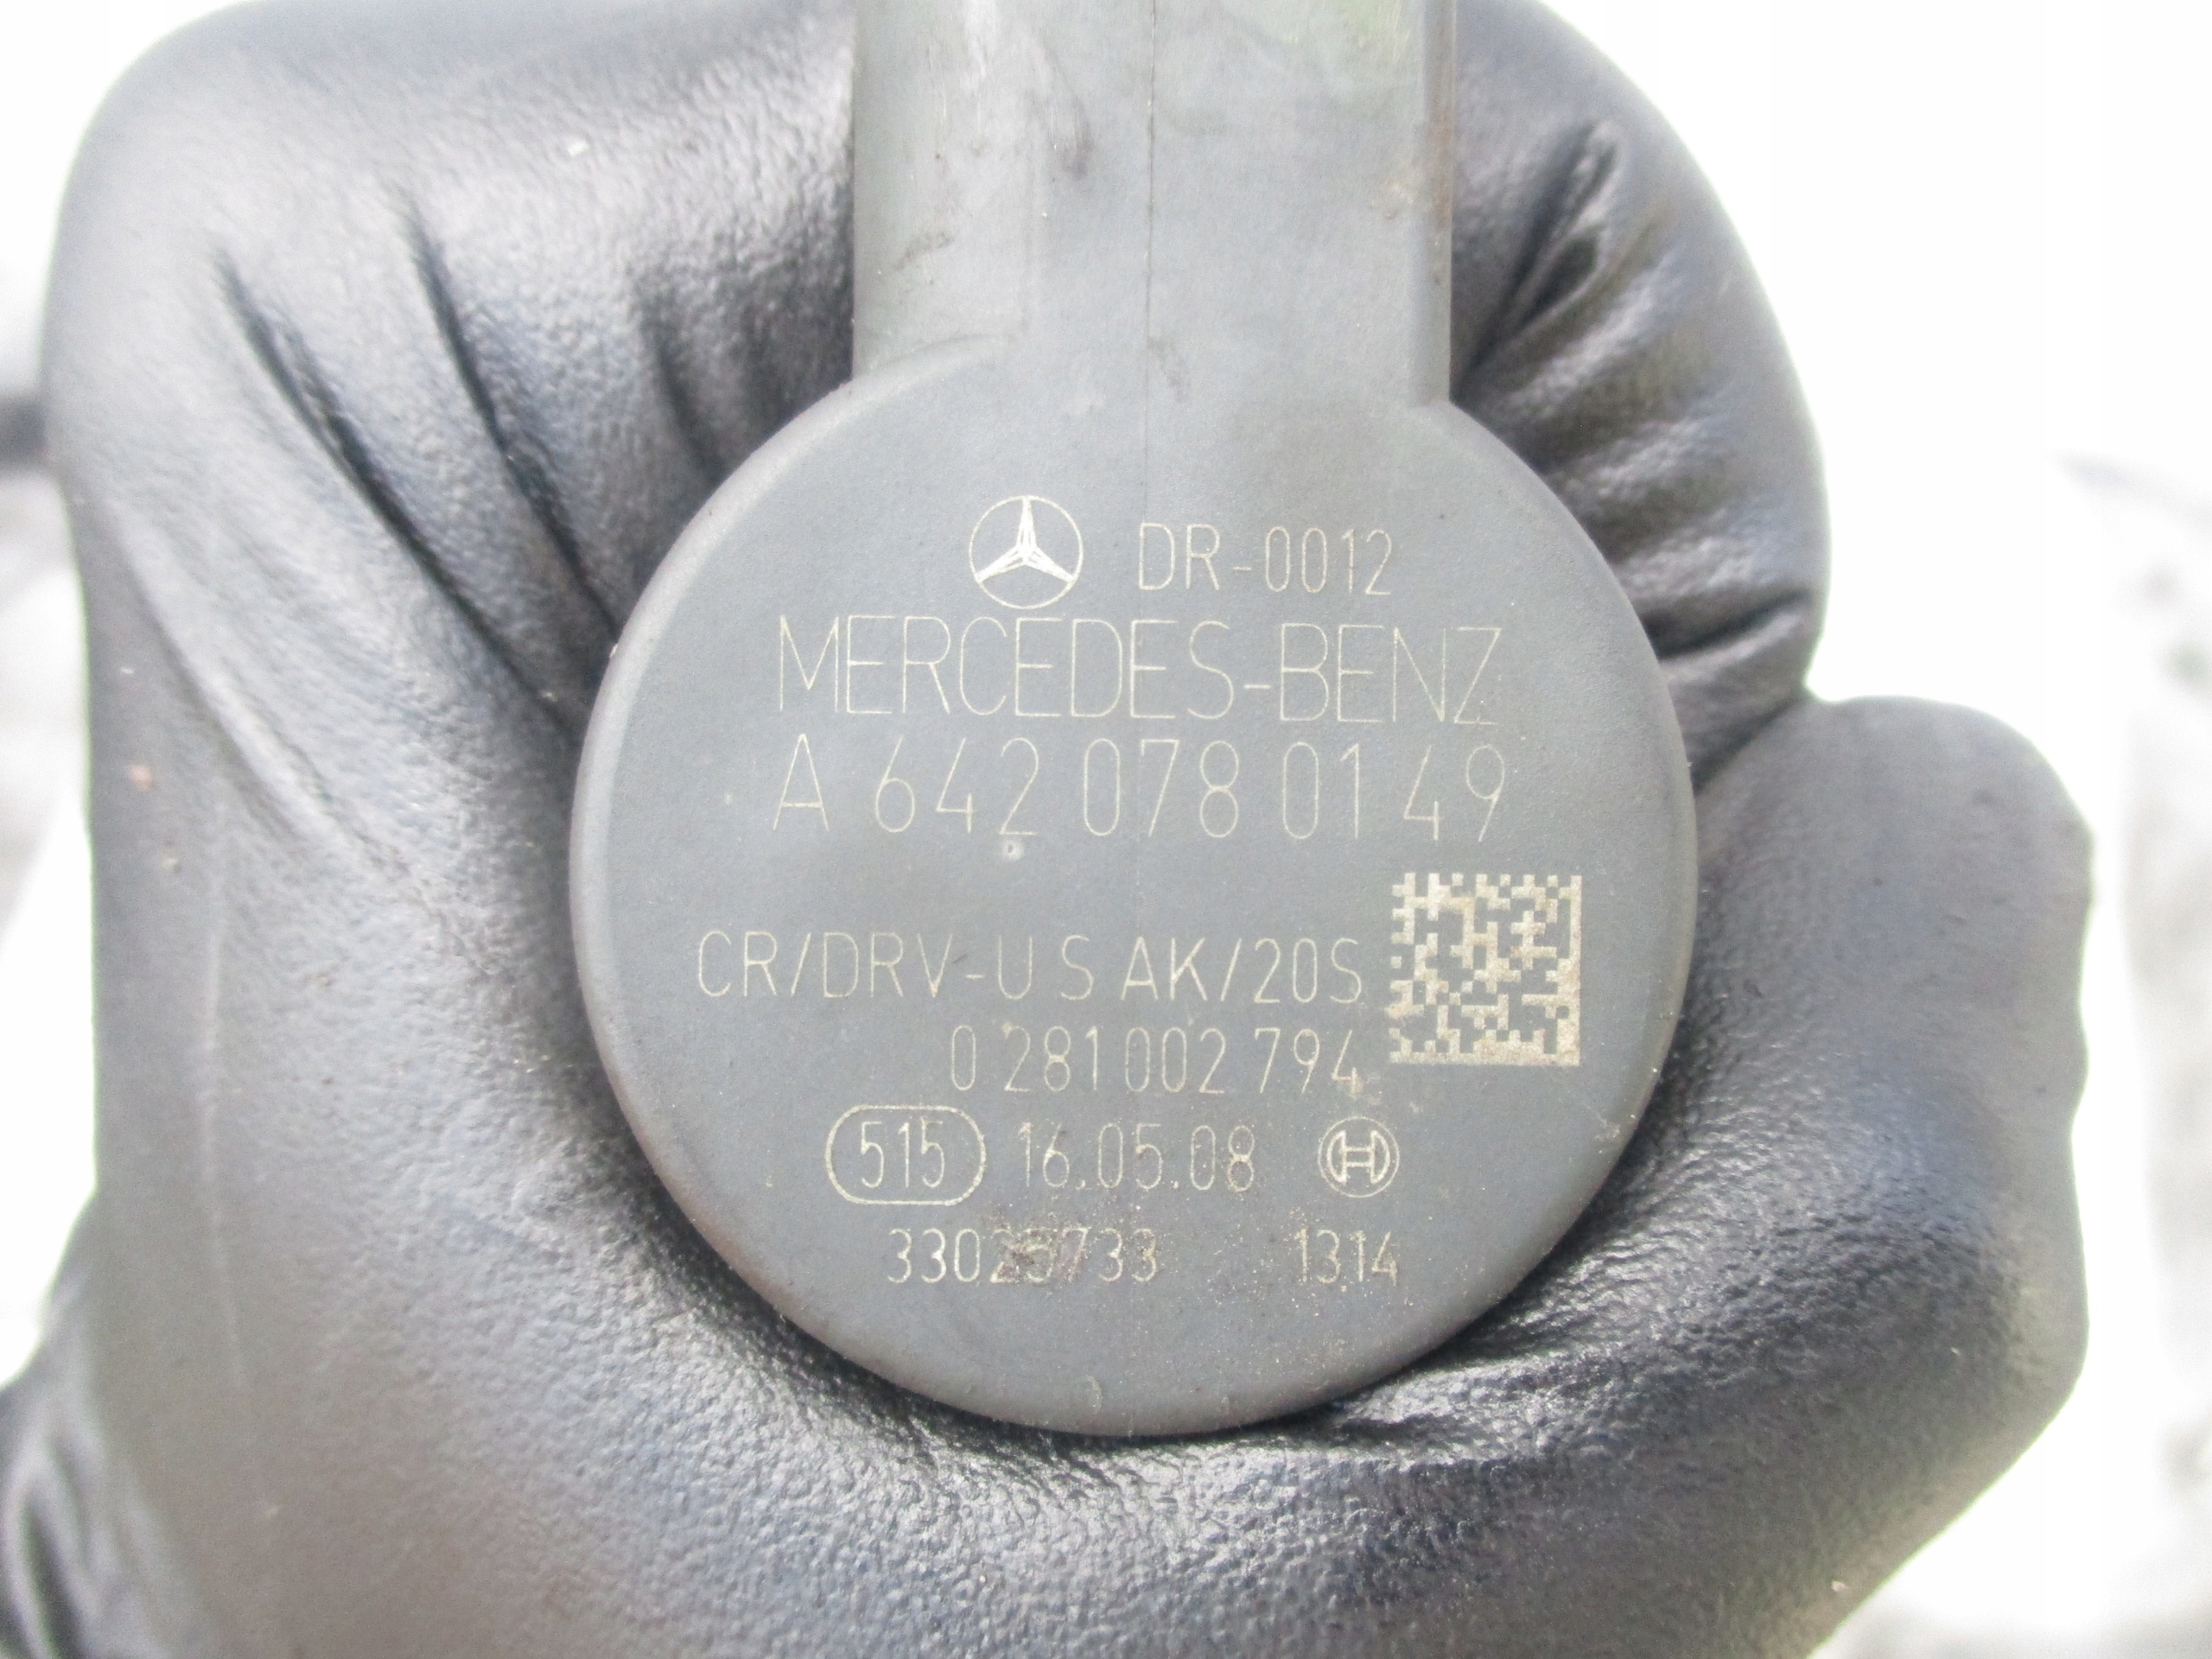 DR-0012
MERCEDES-BENZ
A 642 078 01 49
CR/DRV-U S AK/20S
0 281 002 794
515 16.05.08
33025733 1314